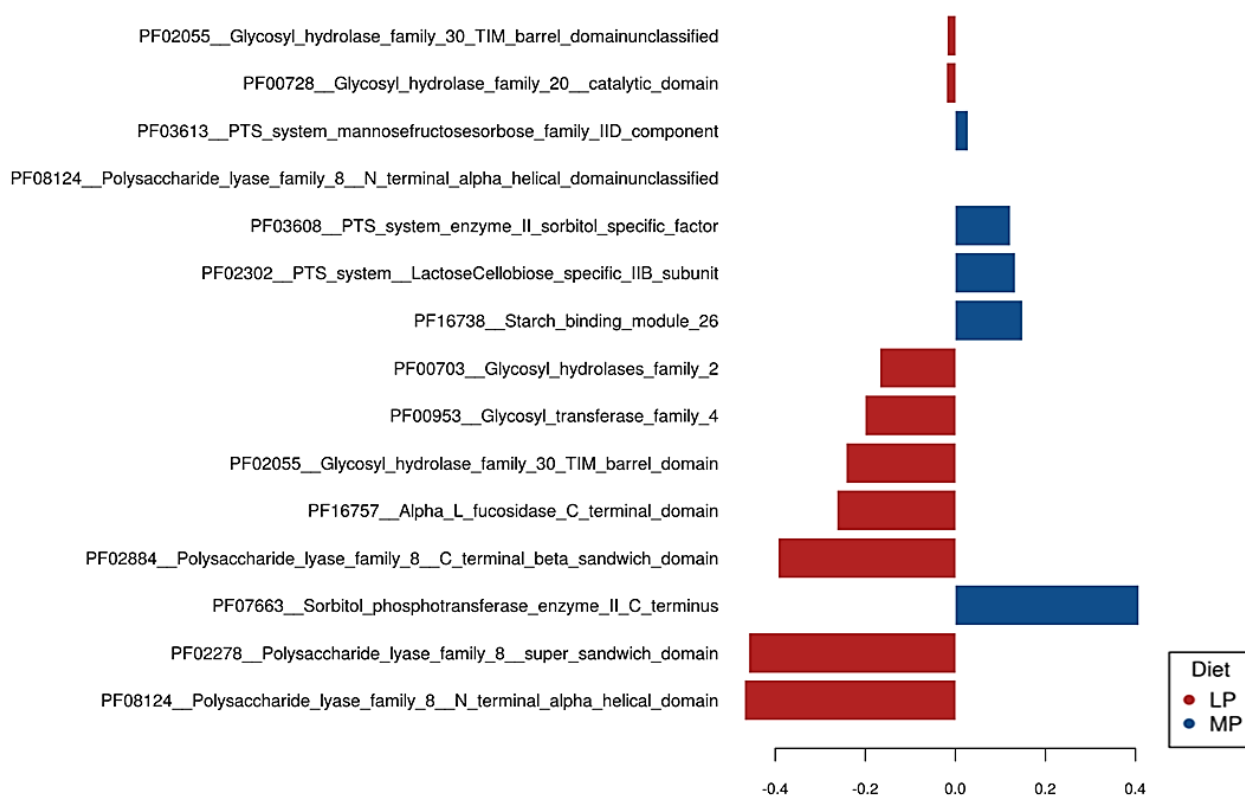 PF02055__Glycosyl_hydrolase_family_30_TIM_barrel_domainunclassified
PF00728__Glycosyl_hydrolase_family_20__catalytic_domain
PF03613__PTS_system_mannosefructosesorbose_family_IID_component
PF08124__Polysaccharide_lyase_family_8__N_terminal_alpha_helical_domainunclassified
PF03608__PTS_system_enzyme_II_sorbitol_specific_factor
PF02302__PTS_system__LactoseCellobiose_specific_IIB_subunit
PF16738__Starch_binding_module_26
PF00703__Glycosyl_hydrolases_family_2
PF00953__Glycosyl_transferase_family_4
PF02055__Glycosyl_hydrolase_family_30_TIM_barrel_domain
PF16757__Alpha_L_fucosidase_C_terminal_domain
PF02884__Polysaccharide_lyase_family_8__C_terminal_beta_sandwich_domain
PF07663__Sorbitol_phosphotransferase_enzyme_II_C_terminus
PF02278__Polysaccharide_lyase_family_8__super_sandwich_domain
PF08124__Polysaccharide_lyase_family_8__N_terminal_alpha_helical_domain
Diet
LP
MP
-0.4 -0.2 0.0 0.2 0.4